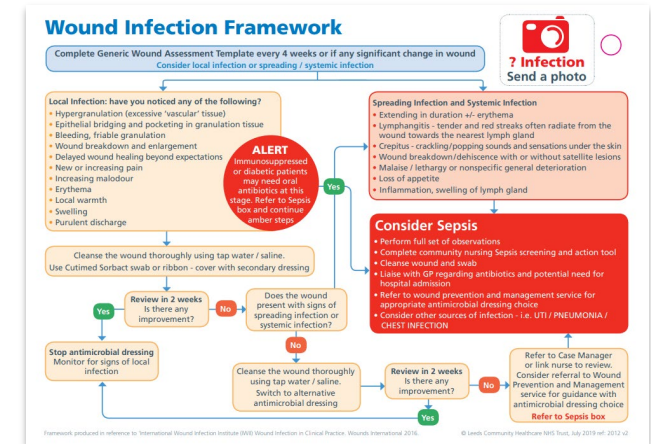 Wound Infection Framework
Complete Generic Wound Assessment Template every 4 weeks or if any significant change in wound
Consider local infection or spreading / systemic infection
? Infection
Send a photo
Local Infection: have you noticed any of the following?
• Hypergranulation (excessive ‘vascular’ tissue)
• Epithelial bridging and pocketing in granulation tissue
• Bleeding, friable granulation
• Wound breakdown and enlargement
• Delayed wound healing beyond expectations
• New or increasing pain
• Increasing malodour
• Erythema
• Local warmth
• Swelling
• Purulent discharge
ALERT
Immunosuppressed
or diabetic patients
may need oral
antibiotics at this
stage. Refer to Sepsis
box and continue
amber steps
Yes
Spreading Infection and Systemic Infection
• Extending in duration +/- erythema
• Lymphangitis - tender and red streaks often radiate from the
wound towards the nearest lymph gland
• Crepitus - crackling/popping sounds and sensations under the skin
• Wound breakdown/dehiscence with or without satellite lesions
• Malaise / lethargy or nonspecific general deterioration
• Loss of appetite
• Inflammation, swelling of lymph gland
Consider Sepsis
• Perform full set of observations
• Complete community nursing Sepsis screening and action tool
• Cleanse wound and swab
• Liaise with GP regarding antibiotics and potential need for
hospital admission
• Refer to wound prevention and management service for
appropriate antimicrobial dressing choice
• Consider other sources of infection - i.e. UTI / PNEUMONIA /
CHEST INFECTION
Cleanse the wound thoroughly using tap water / saline.
Use Cutimed Sorbact swab or ribbon - cover with secondary dressing
Review in 2 weeks
Is there any
improvement?
Yes
No
Does the wound
present with signs of
spreading infection or
systemic infection?
No
Stop antimicrobial dressing
Monitor for signs of local
infection
Cleanse the wound thoroughly
using tap water / saline.
Switch to alternative
antimicrobial dressing
Review in 2 weeks
Is there any
improvement?
No
Yes
Refer to Case Manager
or link nurse to review.
Consider referral to Wound
Prevention and Management
service for guidance with
antimicrobial dressing choice
Refer to Sepsis box
Framework produced in reference to ‘International Wound Infection Institute (IWII) Wound Infection in Clinical Practice. Wounds International 2016.
© Leeds Community Healthcare NHS Trust, July 2019 ref: 2012 v2